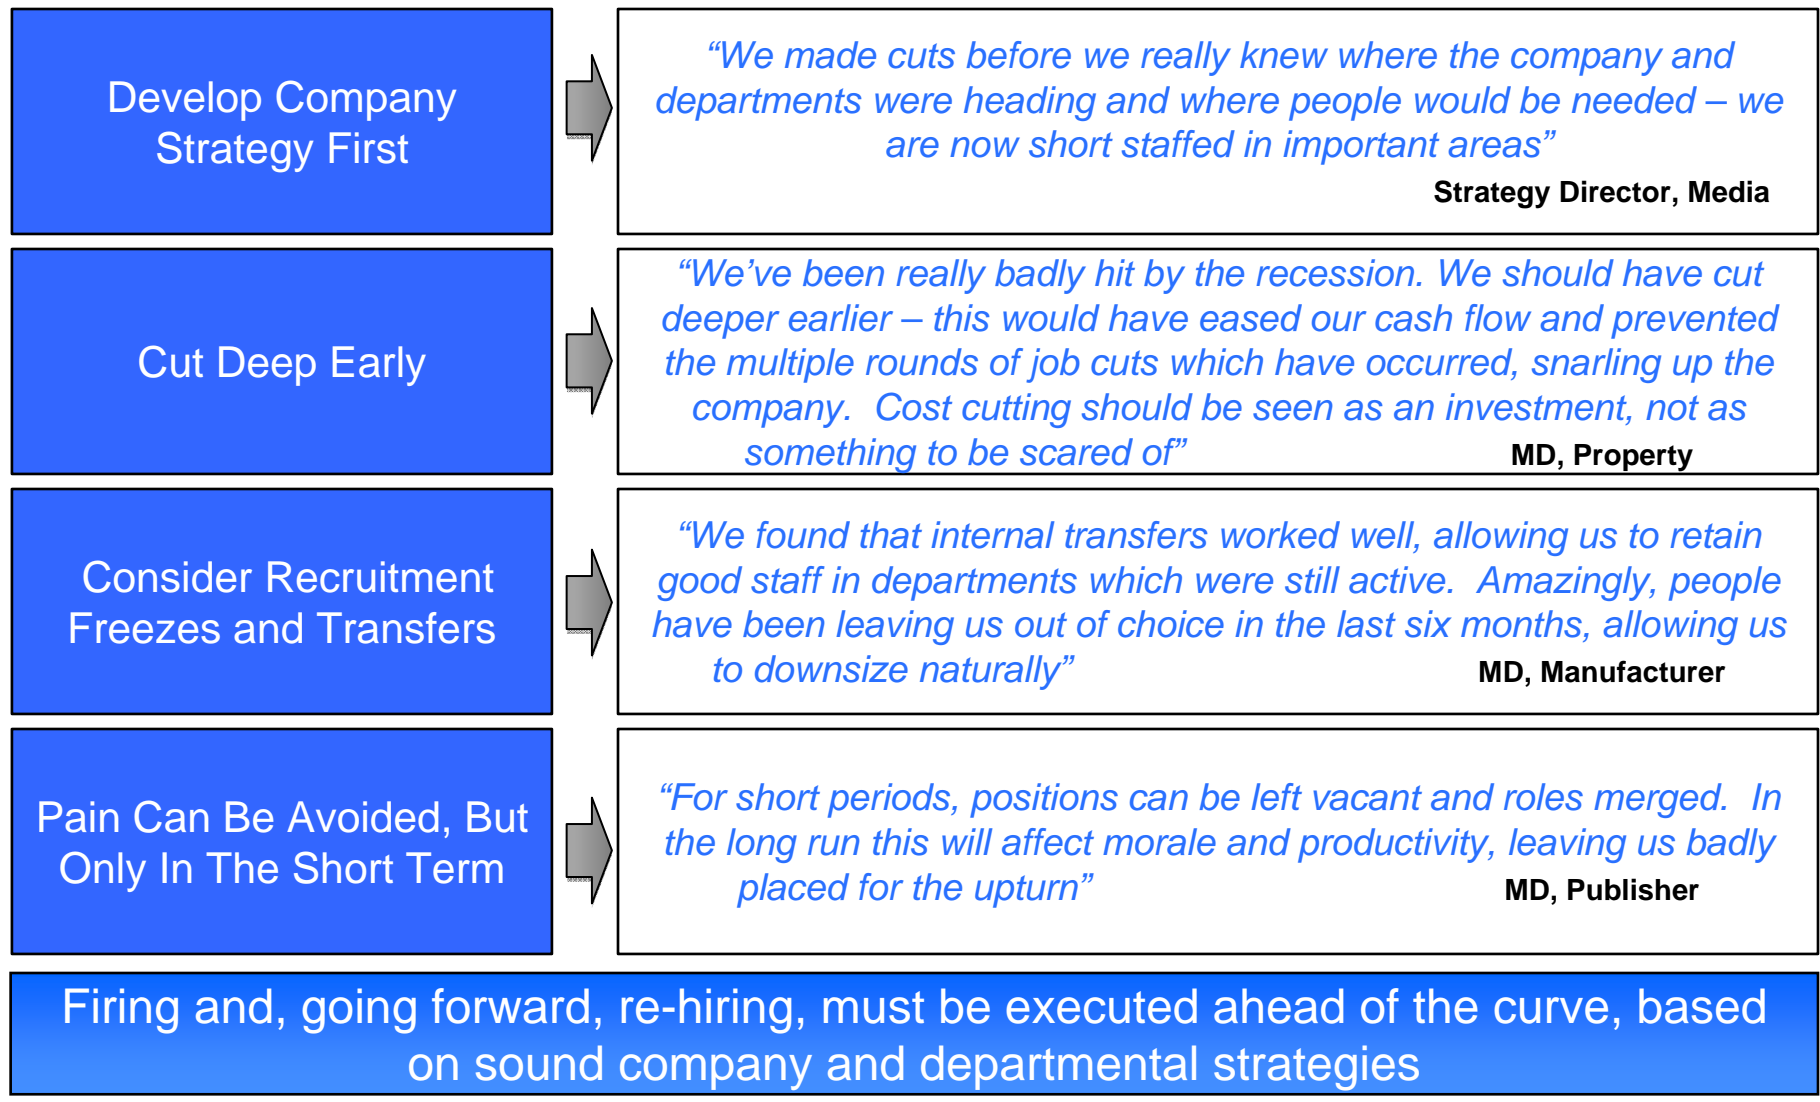 Develop Company
Strategy First
“We made cuts before we really knew where the company and
departments were heading and where people would be needed – we
are now short staffed in important areas”
Strategy Director, Media
Cut Deep Early
“We’ve been really badly hit by the recession. We should have cut
deeper earlier – this would have eased our cash flow and prevented
the multiple rounds of job cuts which have occurred, snarling up the
company.  Cost cutting should be seen as an investment, not as
something to be scared of” MD, Property
Consider Recruitment
Freezes and Transfers
“We found that internal transfers worked well, allowing us to retain
good staff in departments which were still active.  Amazingly, people
have been leaving us out of choice in the last six months, allowing us
to downsize naturally” MD, Manufacturer
Pain Can Be Avoided, But
Only In The Short Term
“For short periods, positions can be left vacant and roles merged.  In
the long run this will affect morale and productivity, leaving us badly
placed for the upturn” MD, Publisher
Firing and, going forward, re-hiring, must be executed ahead of the curve, based
on sound company and departmental strategies